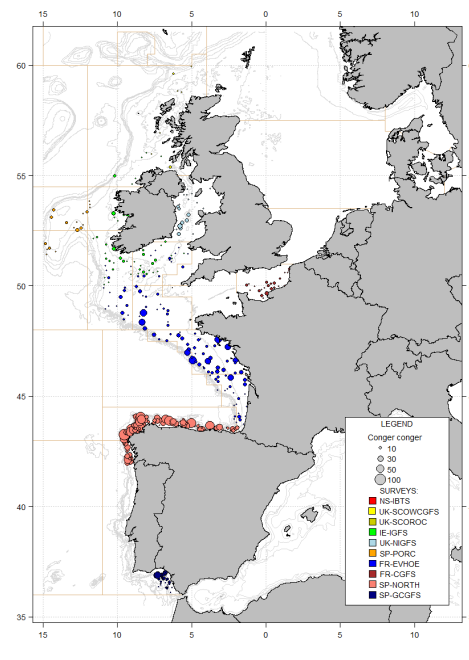 15 10 5 0 5 10
60
55
50
45
40
35
LEGEND
Conger conger
10
30
50
100
SURVEYS:
NS-IBTS
UK-SCOWCGFS
UK-SCOROC
IE-IGFS
UK-NIGFS
SP-PORC
FR-EVHOE
FR-CGFS
SP-NORTH
SP-GCGFS
15 10 5 0 5 10